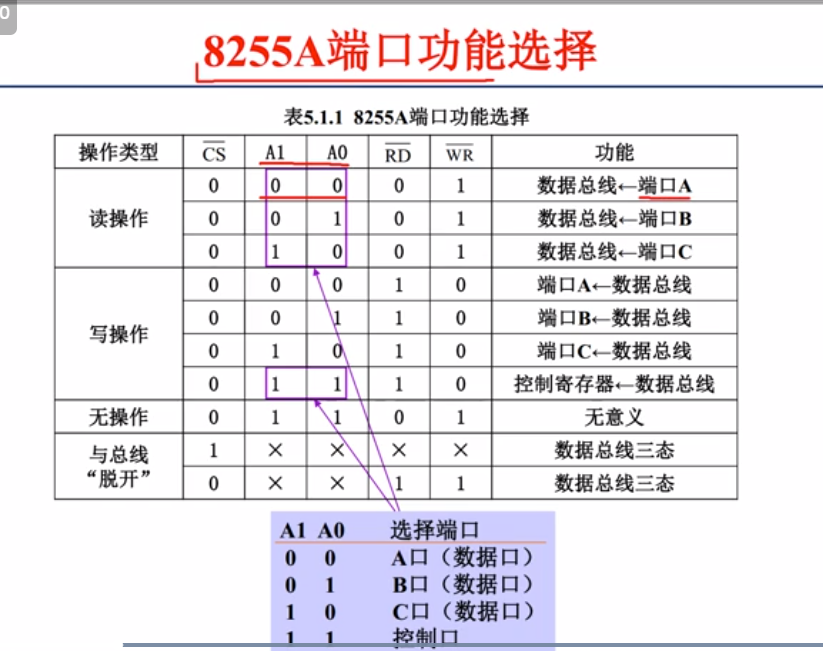 0
8255A端口功能选择
表5.1.1 8255A端口功能选择
操作类型 CS A1 A0 RD WR 功能
读操作
0 0 0 0 1 数据总线←端口A
0 0 1 0 1 数据总线←端口B
0 1 0 0 1 数据总线←端口C
写操作
0 0 0 1 0 端口A←数据总线
0 0 1 1 0 端口B←数据总线
0 1 0 1 0 端口C←数据总线
0 1 1 1 0 控制寄存器←数据总线
无操作 0 1 1 0 1 无意义
与总线
“脱开”
1 × × × × 数据总线三态
0 × × 1 1 数据总线三态
A1 A0 选择端口
0 0 A口（数据口）
0 1 B口（数据口）
1 0 C口（数据口）
1 1 控制口